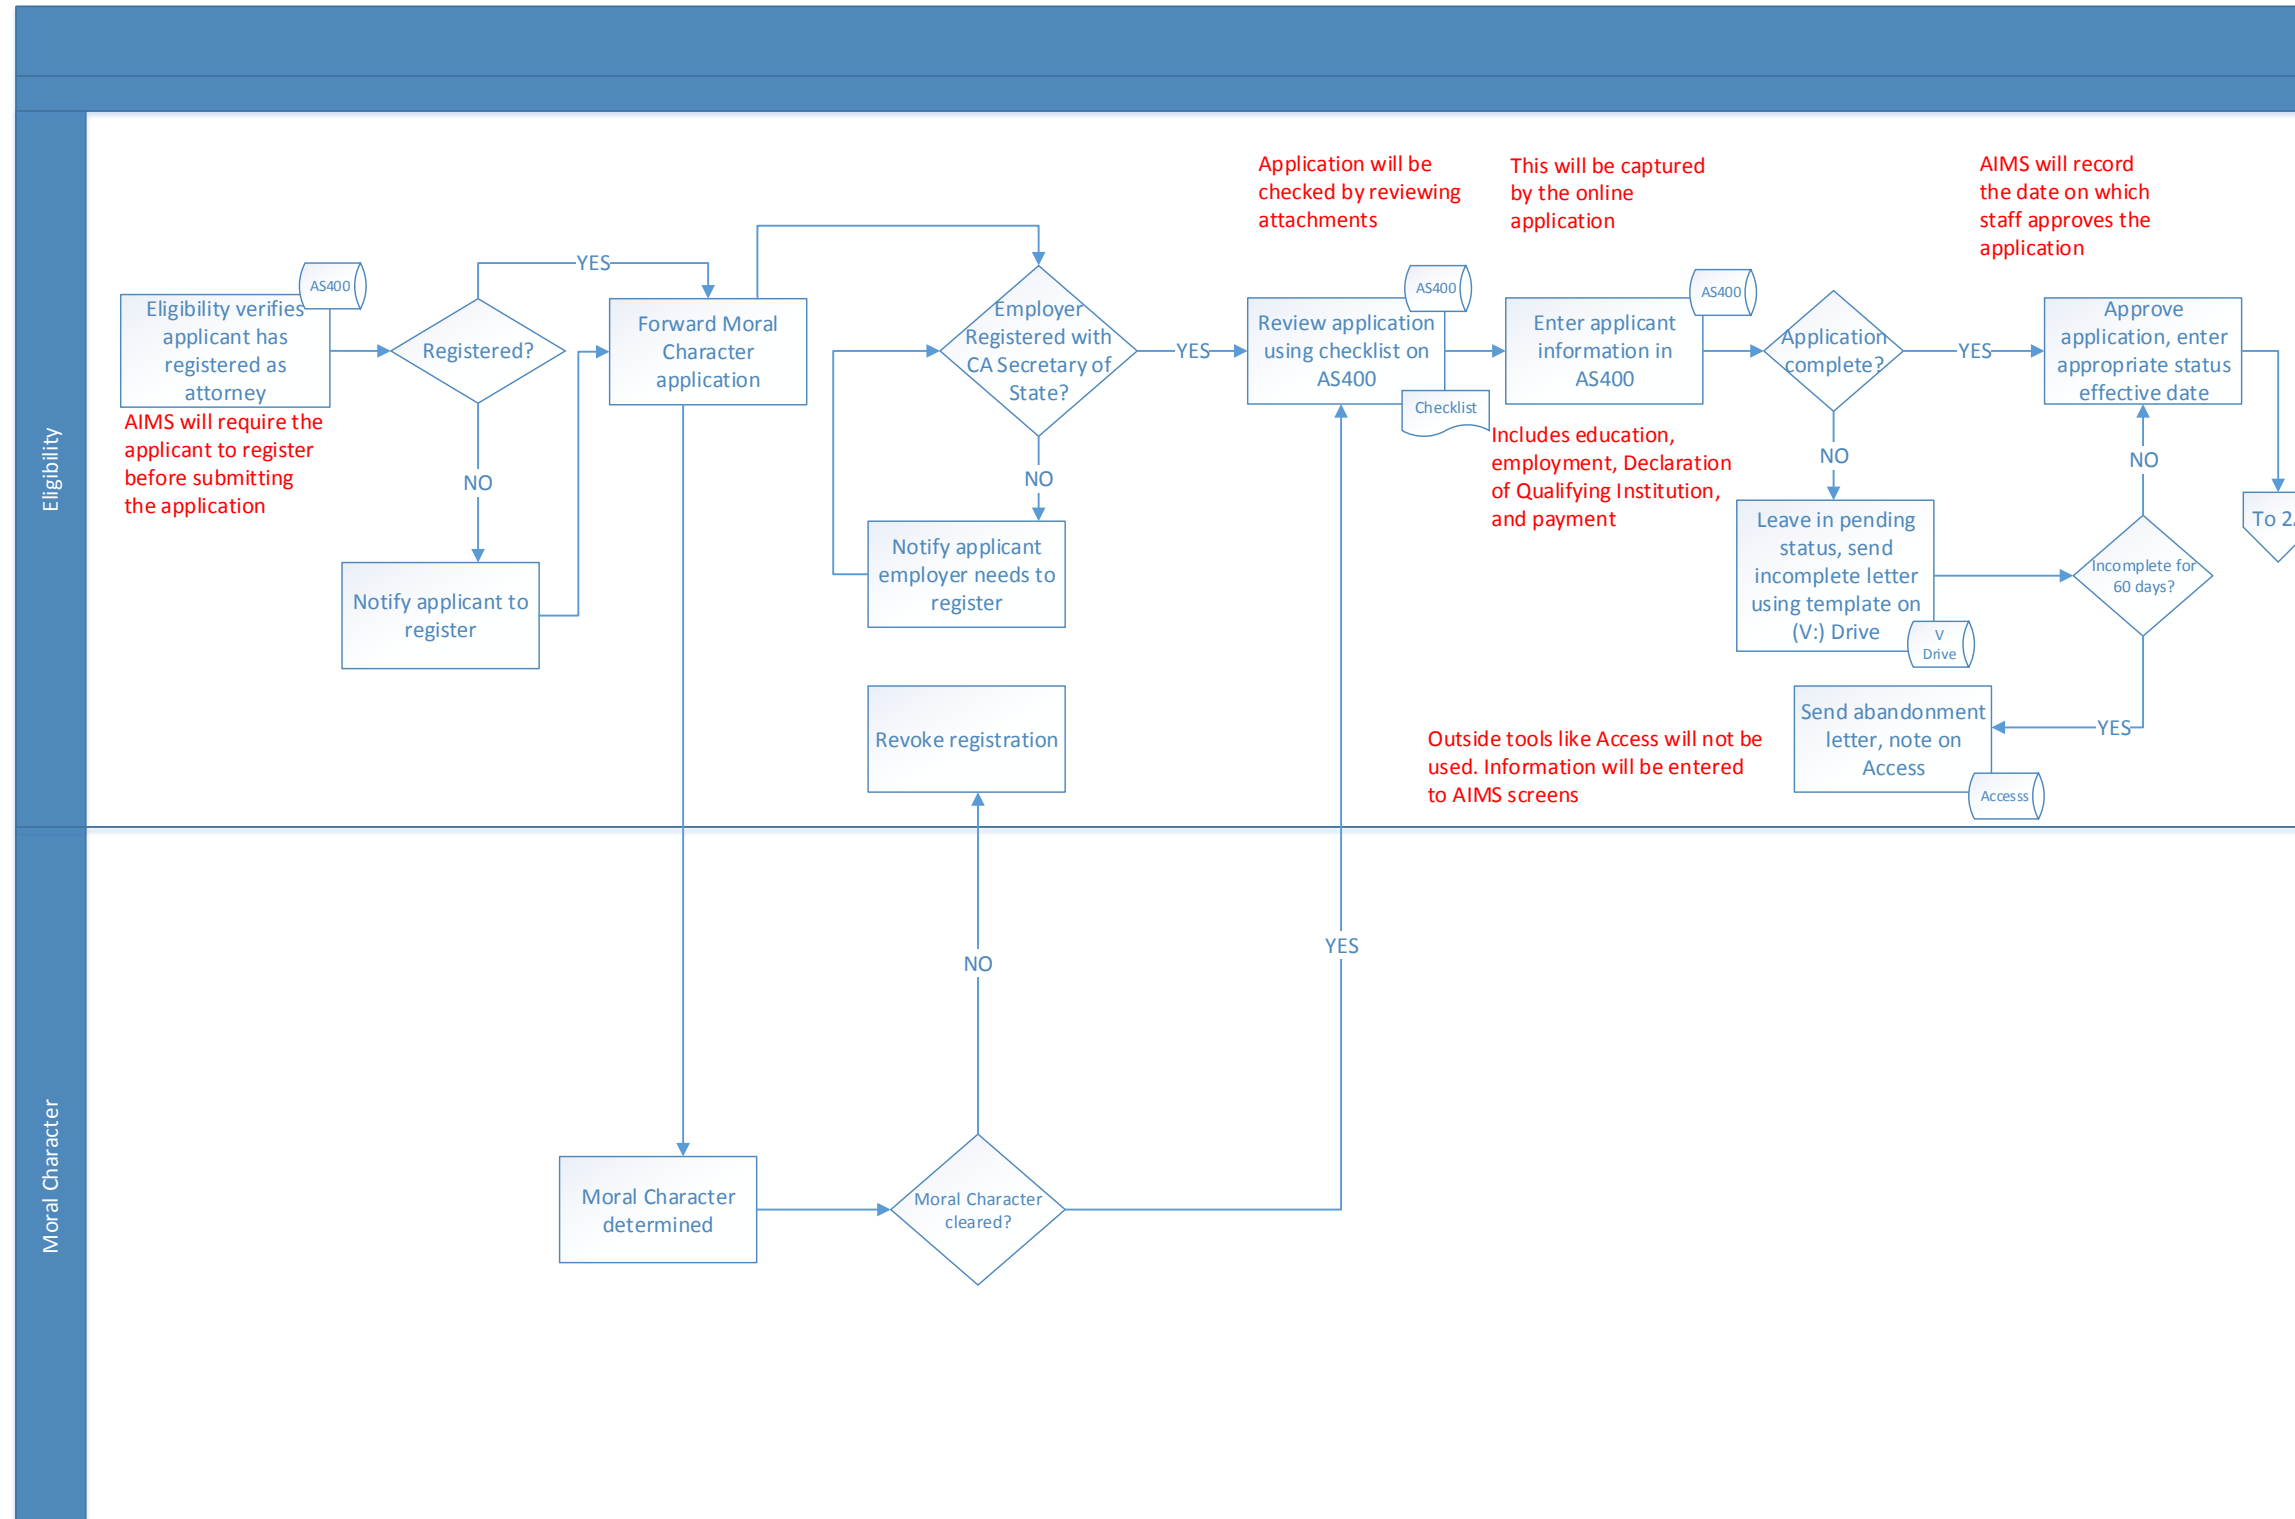 Eligibility
Moral Character
Application will be
checked by reviewing
attachments
This will be captured
by the online
application
AIMS will record
the date on which
staff approves the
application
AS400
Eligibility verifies
applicant has
registered as
attorney
AIMS will require the
applicant to register
before submitting
the application
Registered?
YES
NO
Notify applicant to
register
Forward Moral
Character
application
Employer
Registered with
CA Secretary of
State?
YES
NO
Notify applicant
employer needs to
register
Revoke registration
AS400
Review application
using checklist on
AS400
Checklist
AS400
Enter applicant
information in
AS400
Includes education,
employment, Declaration
of Qualifying Institution,
and payment
Application
complete?
YES
NO
Leave in pending
status, send
incomplete letter
using template on
(V:) Drive
V
Drive
Approve
application, enter
appropriate status
effective date
NO
Incomplete for
60 days?
YES
To 2
Outside tools like Access will not be
used. Information will be entered
to AIMS screens
Send abandonment
letter, note on
Access
Accesss
NO
YES
Moral Character
determined
Moral Character
cleared?